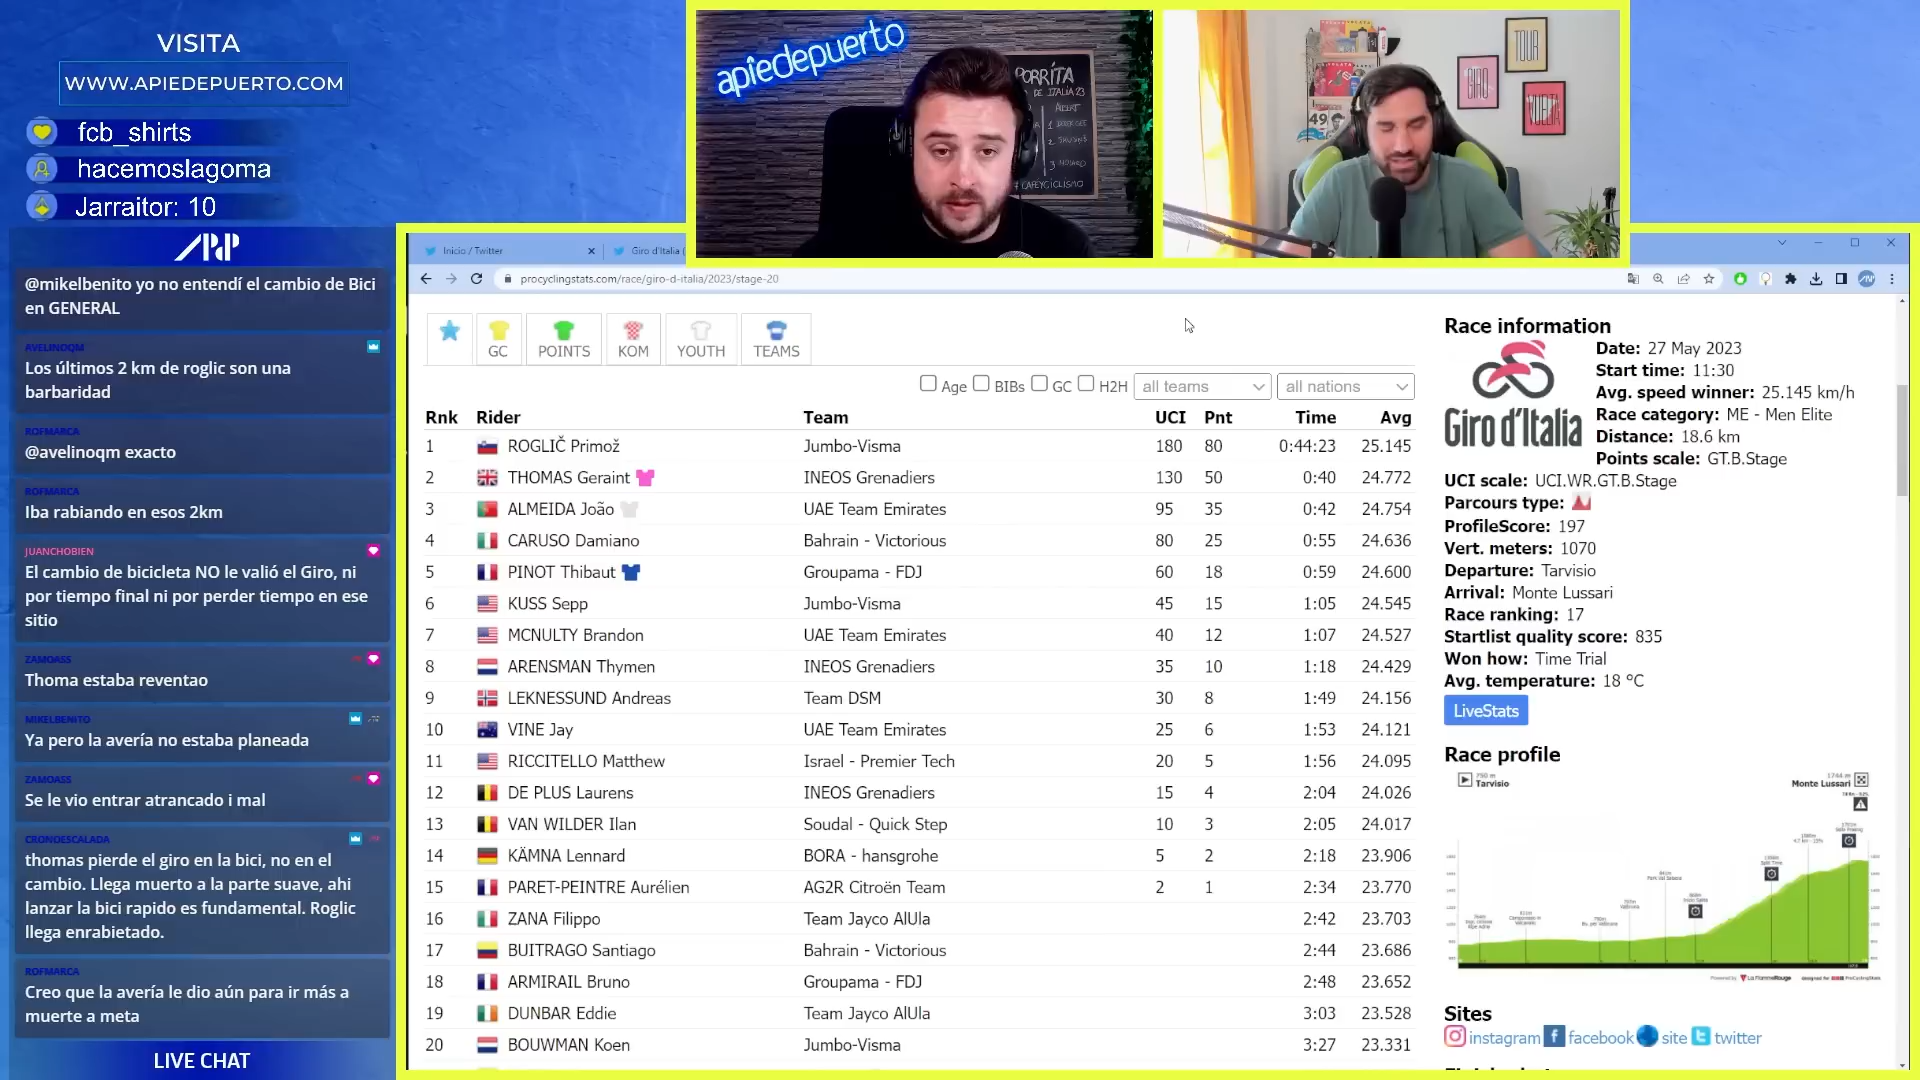 VISITA
WWW.APIEDEPUERTO.COM
fcb_shirts
hacemoslagoma
Jarraitor: 10
@mikelbenito yo no entendí el cambio de Bici
en GENERAL
AVELINOQM
Los últimos 2 km de roglic son una
barbaridad
ROFMARCA
@avelinoqm exacto
ROFMARCA
Iba rabiando en esos 2km
JUANCHOBIEN
El cambio de bicicleta NO le valió el Giro, ni
por tiempo final ni por perder tiempo en ese
sitio
ZAMOASS
Thoma estaba reventao
MIKELBENITO
Ya pero la avería no estaba planeada
ZAMOASS
Se le vio entrar atrancado i mal
CRONOESCALADA
thomas pierde el giro en la bici, no en el
cambio. Llega muerto a la parte suave, ahi
lanzar la bici rapido es fundamental. Roglic
llega enrabietado.
ROFMARCA
Creo que la avería le dio aún para ir más a
muerte a meta
LIVE CHAT
apiedepuerto
PORRITA
DE ITALIA 23
CAFEYCICLISMO
TOUR
GIRO
VUELTA
49
Inicio / Twitter
Giro d'Italia (
procyclingstats.com/race/giro-d-italia/2023/stage-20
GC POINTS KOM YOUTH TEAMS
Age BIBs GC H2H all teams all nations
Rnk Rider Team UCI Pnt Time Avg
1 ROGLIČ Primož Jumbo-Visma 180 80 0:44:23 25.145
2 THOMAS Geraint INEOS Grenadiers 130 50 0:40 24.772
3 ALMEIDA João UAE Team Emirates 95 35 0:42 24.754
4 CARUSO Damiano Bahrain - Victorious 80 25 0:55 24.636
5 PINOT Thibaut Groupama - FDJ 60 18 0:59 24.600
6 KUSS Sepp Jumbo-Visma 45 15 1:05 24.545
7 MCNULTY Brandon UAE Team Emirates 40 12 1:07 24.527
8 ARENSMAN Thymen INEOS Grenadiers 35 10 1:18 24.429
9 LEKNESSUND Andreas Team DSM 30 8 1:49 24.156
10 VINE Jay UAE Team Emirates 25 6 1:53 24.121
11 RICCITELLO Matthew Israel - Premier Tech 20 5 1:56 24.095
12 DE PLUS Laurens INEOS Grenadiers 15 4 2:04 24.026
13 VAN WILDER Ilan Soudal - Quick Step 10 3 2:05 24.017
14 KÄMNA Lennard BORA - hansgrohe 5 2 2:18 23.906
15 PARET-PEINTRE Aurélien AG2R Citroën Team 2 1 2:34 23.770
16 ZANA Filippo Team Jayco AlUla 2:42 23.703
17 BUITRAGO Santiago Bahrain - Victorious 2:44 23.686
18 ARMIRAIL Bruno Groupama - FDJ 2:48 23.652
19 DUNBAR Eddie Team Jayco AlUla 3:03 23.528
20 BOUWMAN Koen Jumbo-Visma 3:27 23.331
Race information
Giro d'Italia
Date: 27 May 2023
Start time: 11:30
Avg. speed winner: 25.145 km/h
Race category: ME - Men Elite
Distance: 18.6 km
Points scale: GT.B.Stage
UCI scale: UCI.WR.GT.B.Stage
Parcours type:
ProfileScore: 197
Vert. meters: 1070
Departure: Tarvisio
Arrival: Monte Lussari
Race ranking: 17
Startlist quality score: 835
Won how: Time Trial
Avg. temperature: 18 °C
LiveStats
Race profile
750 m
Tarvisio
1744 m
Monte Lussari
Sites
instagram facebook site twitter